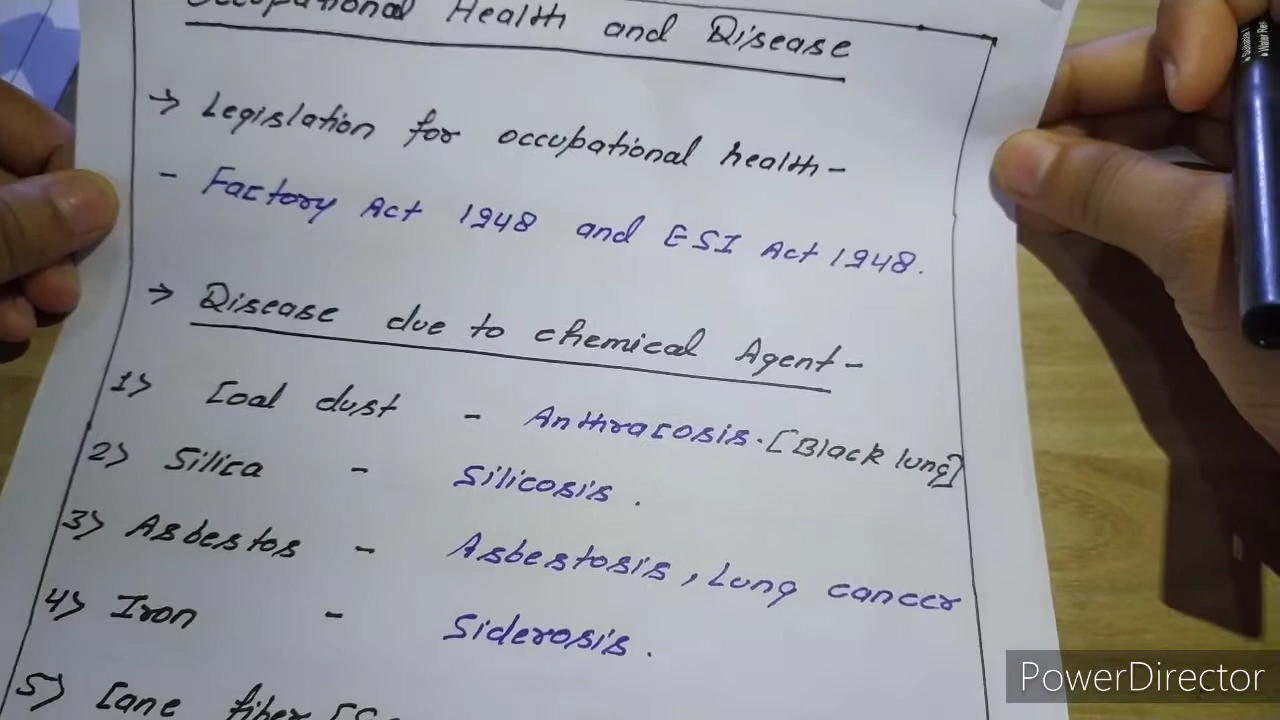 Occupational Health and Disease
→ Legislation for occupational health-
- Factory Act 1948 and ESI Act 1948.
→ Disease due to chemical Agent-
1> Coal dust - Anthracosis. [Black lung]
2> Silica - Silicosis.
3> Asbestos - Asbestosis, Lung cancer
4> Iron - Siderosis.
5> Cane fiber
PowerDirector